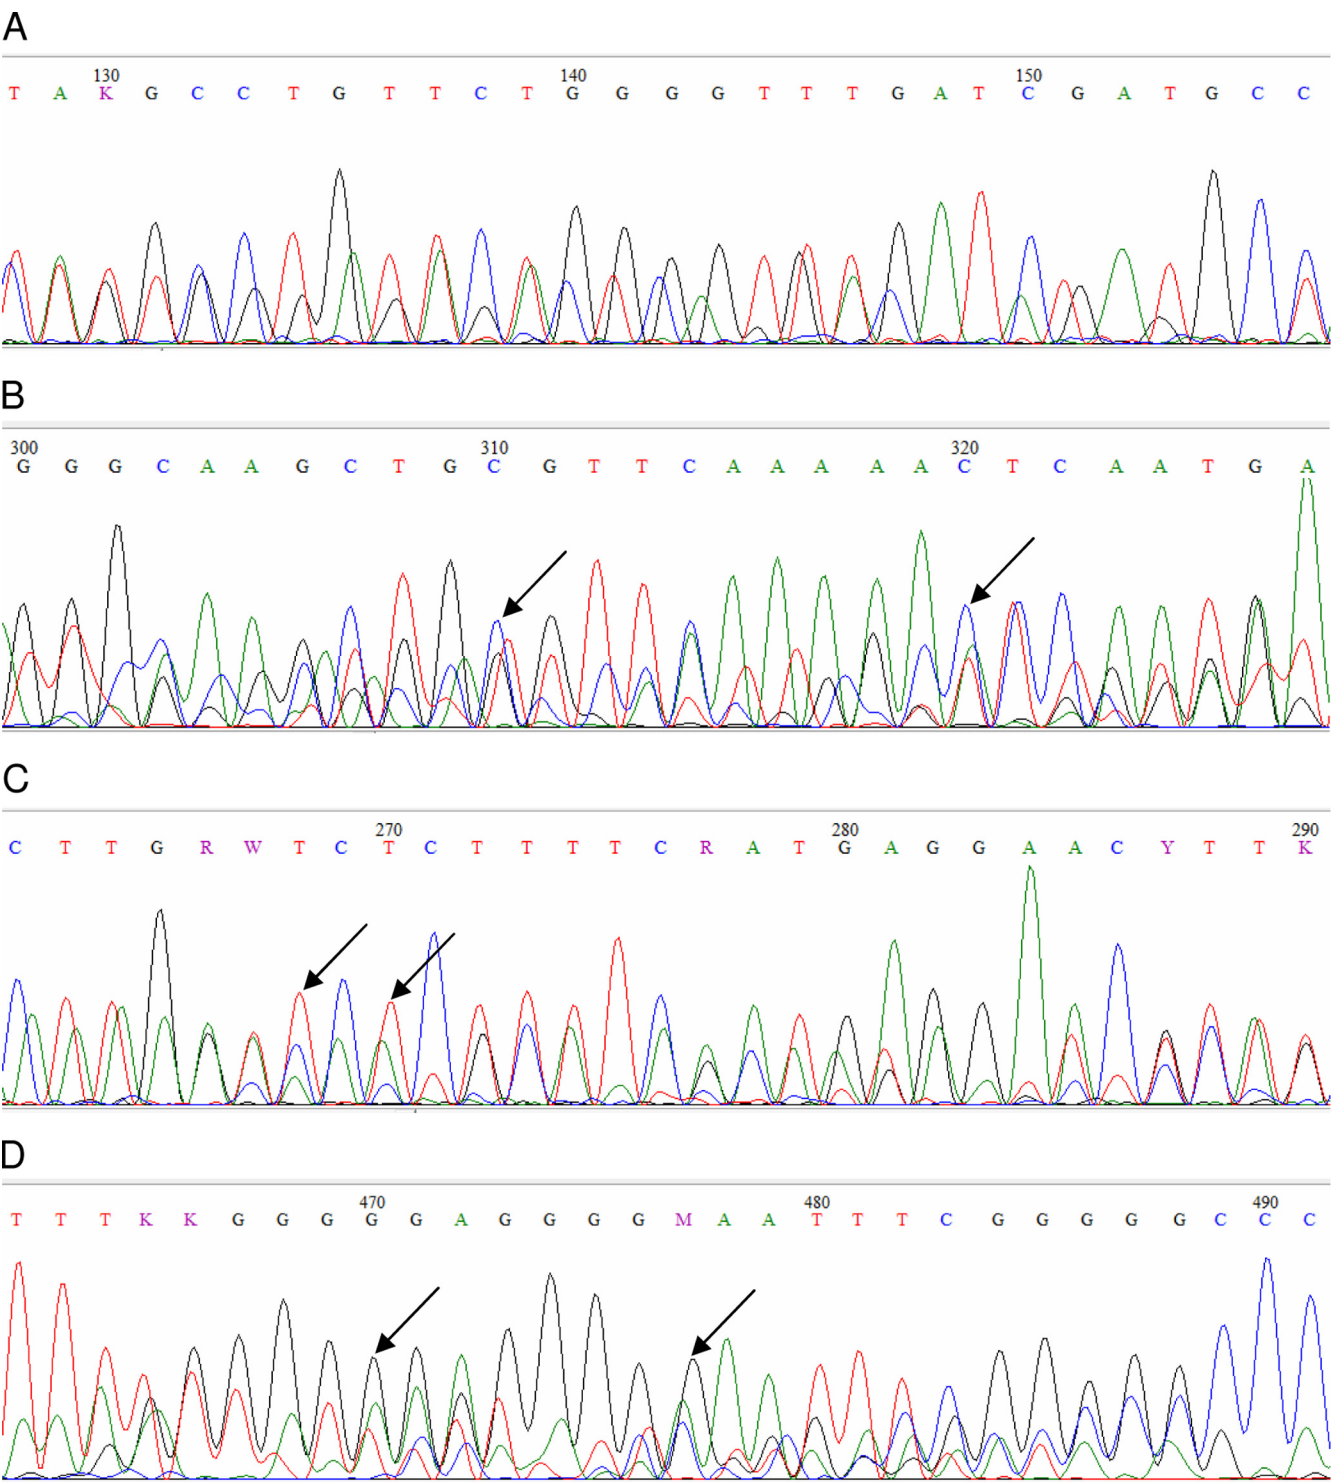 A
130 140 150
T A K G C C T G T T C T G G G G T T T G A T C G A T G C C
B
300 310 320
G G G C A A G C T G C G T T C A A A A A C T C A A T G A
C
270 280 290
C T T G R W T C T C T T T T C R A T G A G G A A C Y T T K
D
470 480 490
T T T K K G G G G G A G G G G M A A T T T C G G G G G C C C